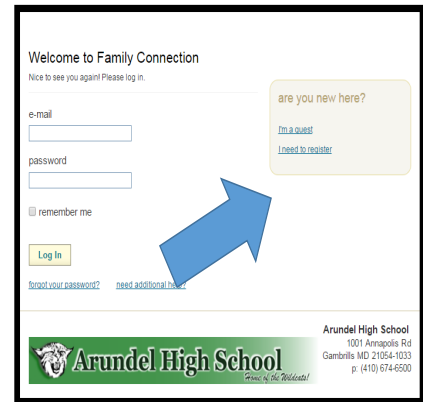 Welcome to Family Connection
Nice to see you again! Please log in.
e-mail
password
remember me
Log In
forgot your password? need additional help?
are you new here?
I'm a guest
I need to register
Arundel High School
Home of the Wildcats!
Arundel High School
1001 Annapolis Rd
Gambrills MD 21054-1033
p: (410) 674-6500